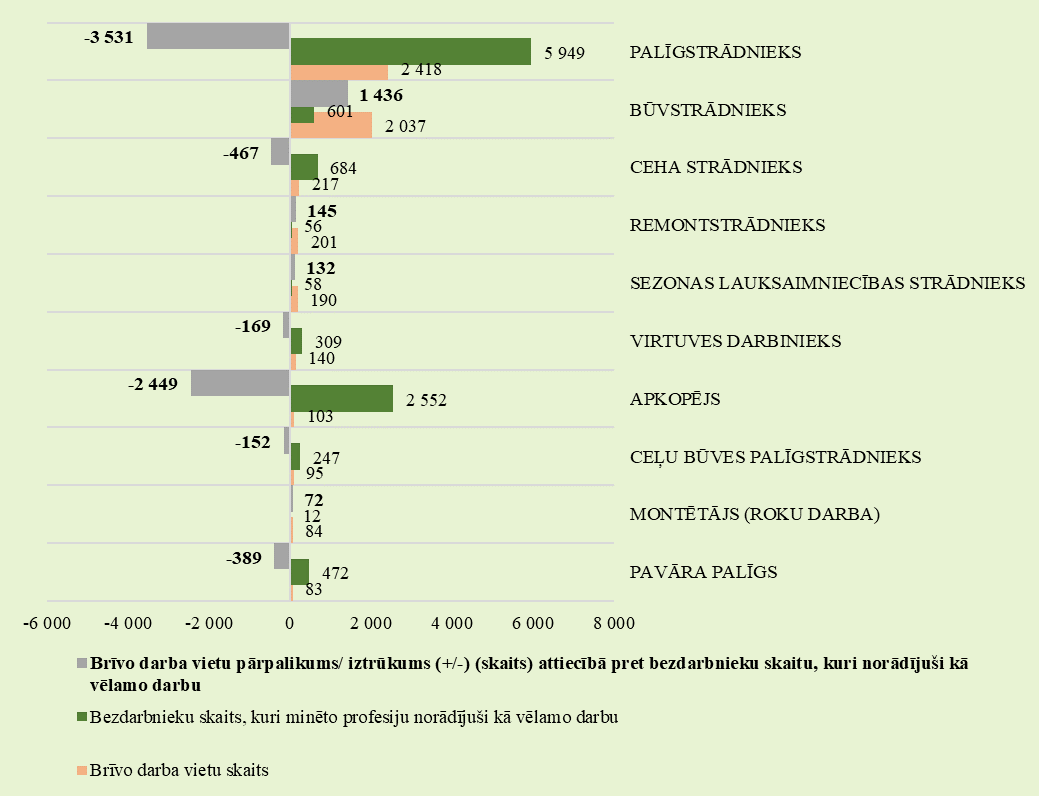 -3 531
5 949
2 418
PALĪGSTRĀDNIEKS
1 436
601
2 037
BŪVSTRĀDNIEKS
-467
684
217
CEHA STRĀDNIEKS
145
56
201
REMONTSTRĀDNIEKS
132
58
190
SEZONAS LAUKSAIMNIECĪBAS STRĀDNIEKS
-169
309
140
VIRTUVES DARBINIEKS
-2 449
2 552
103
APKOPĒJS
-152
247
95
CEĻU BŪVES PALĪGSTRĀDNIEKS
72
12
84
MONTĒTĀJS (ROKU DARBA)
-389
472
83
PAVĀRA PALĪGS
-6 000 -4 000 -2 000 0 2 000 4 000 6 000 8 000
Brīvo darba vietu pārpalikums/ iztrūkums (+/-) (skaits) attiecībā pret bezdarbnieku skaitu, kuri norādījuši kā
vēlamo darbu
Bezdarbnieku skaits, kuri minēto profesiju norādījuši kā vēlamo darbu
Brīvo darba vietu skaits